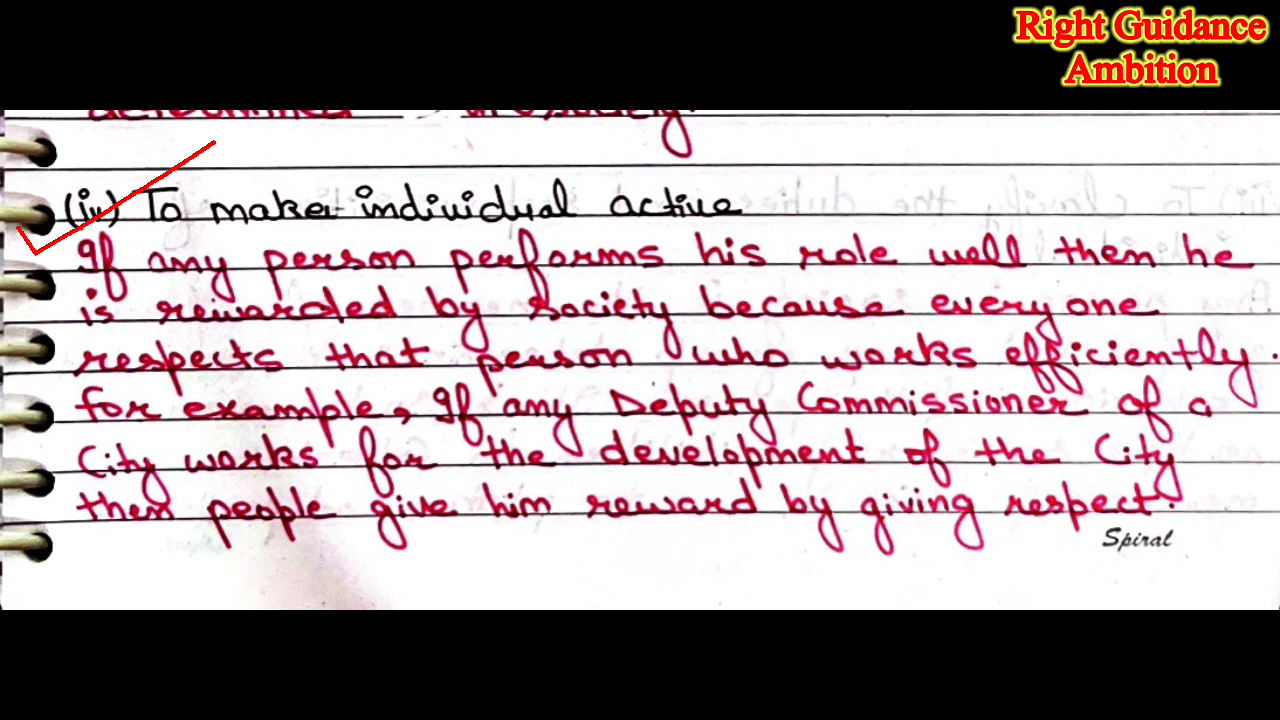 Right Guidance
Ambition
society.
(iv) To make individual active
If any person performs his role well then he
is rewarded by society because everyone
respects that person who works efficiently.
for example, If any Deputy Commissioner of a
City works for the development of the City
then people give him reward by giving respect.
Spiral